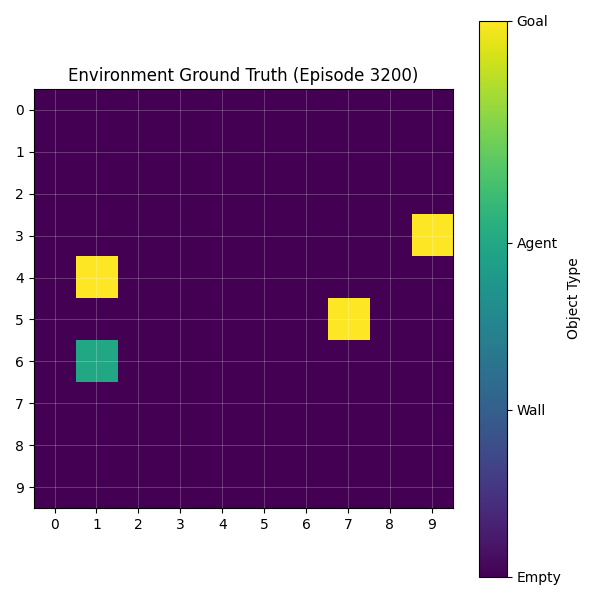 Environment Ground Truth (Episode 3200)
Goal
Agent
Wall
Empty
Object Type
0
1
2
3
4
5
6
7
8
9
0 1 2 3 4 5 6 7 8 9